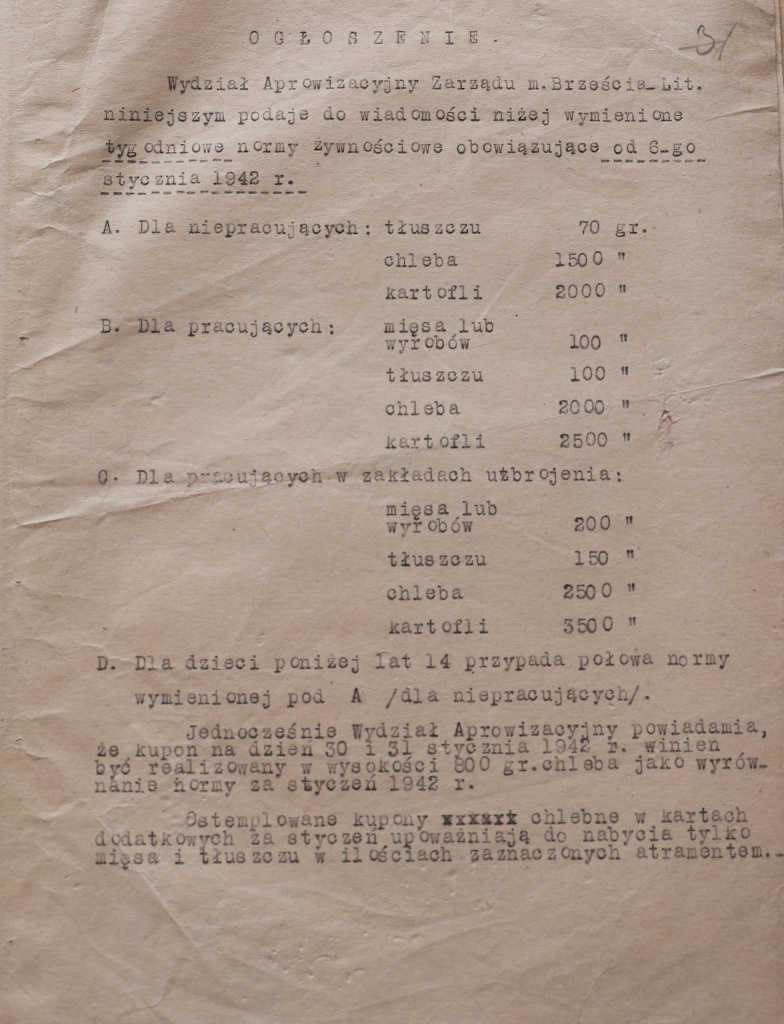 OGŁOSZENIE.
31
Wydział Aprowizacyjny Zarządu m.Brześcia-Lit.
niniejszym podaje do wiadomości niżej wymienione
tygodniowe normy żywnościowe obowiązujące od 6-go
stycznia 1942 r.
A. Dla niepracujących: tłuszczu 70 gr.
chleba 1500 "
kartofli 2000 "
B. Dla pracujących: mięsa lub
wyrobów 100 "
tłuszczu 100 "
chleba 2000 "
kartofli 2500 "
C. Dla pracujących w zakładach uzbrojenia:
mięsa lub
wyrobów 200 "
tłuszczu 150 "
chleba 2500 "
kartofli 3500 "
D. Dla dzieci poniżej lat 14 przypada połowa normy
wymienionej pod A /dla niepracujących/.
Jednocześnie Wydział Aprowizacyjny powiadamia,
że kupon na dzień 30 i 31 stycznia 1942 r. winien
być realizowany w wysokości 800 gr.chleba jako wyrów-
nanie normy za styczeń 1942 r.
Ostemplowane kupony chlebne w kartach
dodatkowych za styczeń upoważniają do nabycia tylko
mięsa i tłuszczu w ilościach zaznaczonych atramentem.-